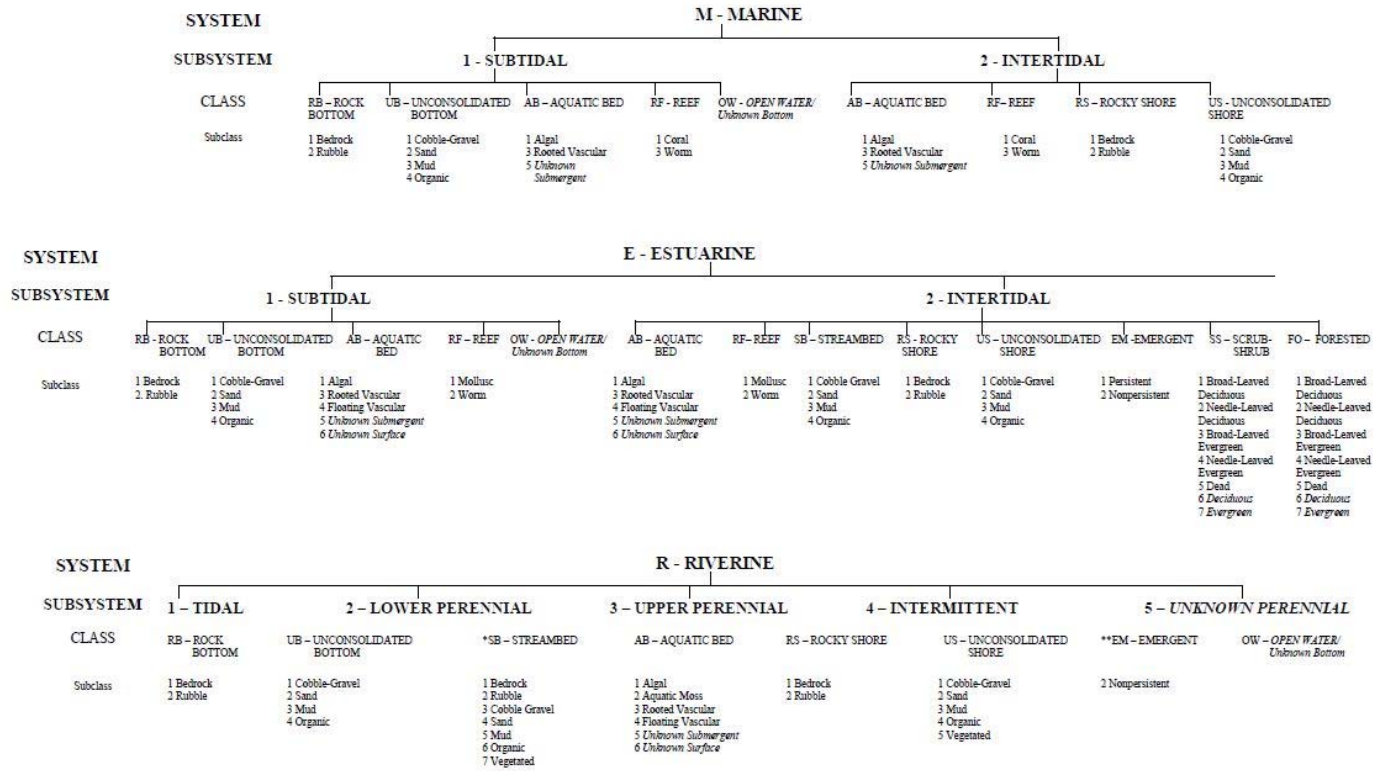 SYSTEM
M - MARINE
SUBSYSTEM
1 - SUBTIDAL
2 - INTERTIDAL
CLASS
RB – ROCK
BOTTOM
UB – UNCONSOLIDATED
BOTTOM
AB – AQUATIC BED
RF - REEF
OW - OPEN WATER/
Unknown Bottom
AB – AQUATIC BED
RF– REEF
RS – ROCKY SHORE
US - UNCONSOLIDATED
SHORE
Subclass
1 Bedrock
2 Rubble
1 Cobble-Gravel
2 Sand
3 Mud
4 Organic
1 Algal
3 Rooted Vascular
5 Unknown
Submergent
1 Coral
3 Worm
1 Algal
3 Rooted Vascular
5 Unknown Submergent
1 Coral
3 Worm
1 Bedrock
2 Rubble
1 Cobble-Gravel
2 Sand
3 Mud
4 Organic
SYSTEM
E - ESTUARINE
SUBSYSTEM
1 - SUBTIDAL
2 - INTERTIDAL
CLASS
RB - ROCK
BOTTOM
UB – UNCONSOLIDATED
BOTTOM
AB – AQUATIC
BED
RF – REEF
OW - OPEN WATER/
Unknown Bottom
AB – AQUATIC
BED
RF– REEF
SB – STREAMBED
RS - ROCKY
SHORE
US – UNCONSOLIDATED
SHORE
EM -EMERGENT
SS – SCRUB-
SHRUB
FO – FORESTED
Subclass
1 Bedrock
2. Rubble
1 Cobble-Gravel
2 Sand
3 Mud
4 Organic
1 Algal
3 Rooted Vascular
4 Floating Vascular
5 Unknown Submergent
6 Unknown Surface
1 Mollusc
2 Worm
1 Algal
3 Rooted Vascular
4 Floating Vascular
5 Unknown Submergent
6 Unknown Surface
1 Mollusc
2 Worm
1 Cobble Gravel
2 Sand
3 Mud
4 Organic
1 Bedrock
2 Rubble
1 Cobble-Gravel
2 Sand
3 Mud
4 Organic
1 Persistent
2 Nonpersistent
1 Broad-Leaved
Deciduous
2 Needle-Leaved
Deciduous
3 Broad-Leaved
Evergreen
4 Needle-Leaved
Evergreen
5 Dead
6 Deciduous
7 Evergreen
1 Broad-Leaved
Deciduous
2 Needle-Leaved
Deciduous
3 Broad-Leaved
Evergreen
4 Needle-Leaved
Evergreen
5 Dead
6 Deciduous
7 Evergreen
SYSTEM
R - RIVERINE
SUBSYSTEM
1 – TIDAL
2 – LOWER PERENNIAL
3 – UPPER PERENNIAL
4 – INTERMITTENT
5 – UNKNOWN PERENNIAL
CLASS
RB – ROCK
BOTTOM
UB – UNCONSOLIDATED
BOTTOM
*SB – STREAMBED
AB – AQUATIC BED
RS – ROCKY SHORE
US – UNCONSOLIDATED
SHORE
**EM – EMERGENT
OW – OPEN WATER/
Unknown Bottom
Subclass
1 Bedrock
2 Rubble
1 Cobble-Gravel
2 Sand
3 Mud
4 Organic
1 Bedrock
2 Rubble
3 Cobble Gravel
4 Sand
5 Mud
6 Organic
7 Vegetated
1 Algal
2 Aquatic Moss
3 Rooted Vascular
4 Floating Vascular
5 Unknown Submergent
6 Unknown Surface
1 Bedrock
2 Rubble
1 Cobble-Gravel
2 Sand
3 Mud
4 Organic
5 Vegetated
2 Nonpersistent